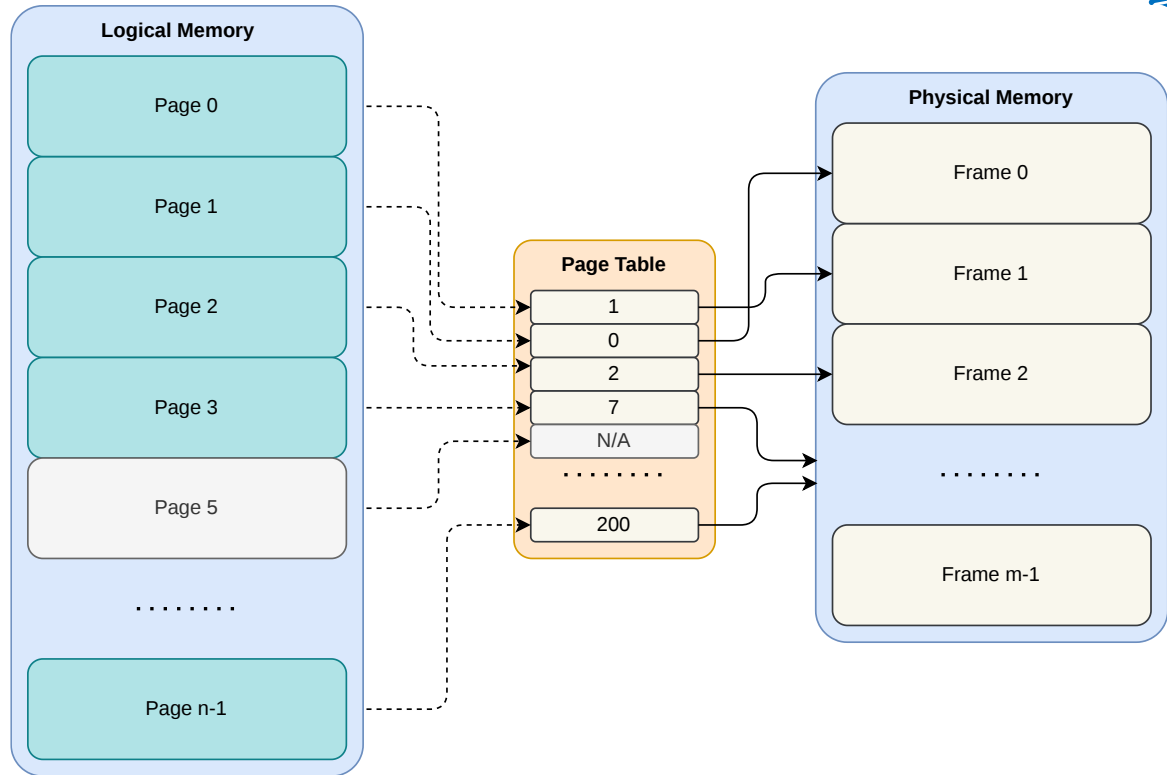 Logical Memory
Page 0
Page 1
Page 2
Page 3
Page 5
........
Page n-1
Page Table
1
0
2
7
N/A
........
200
Physical Memory
Frame 0
Frame 1
Frame 2
........
Frame m-1